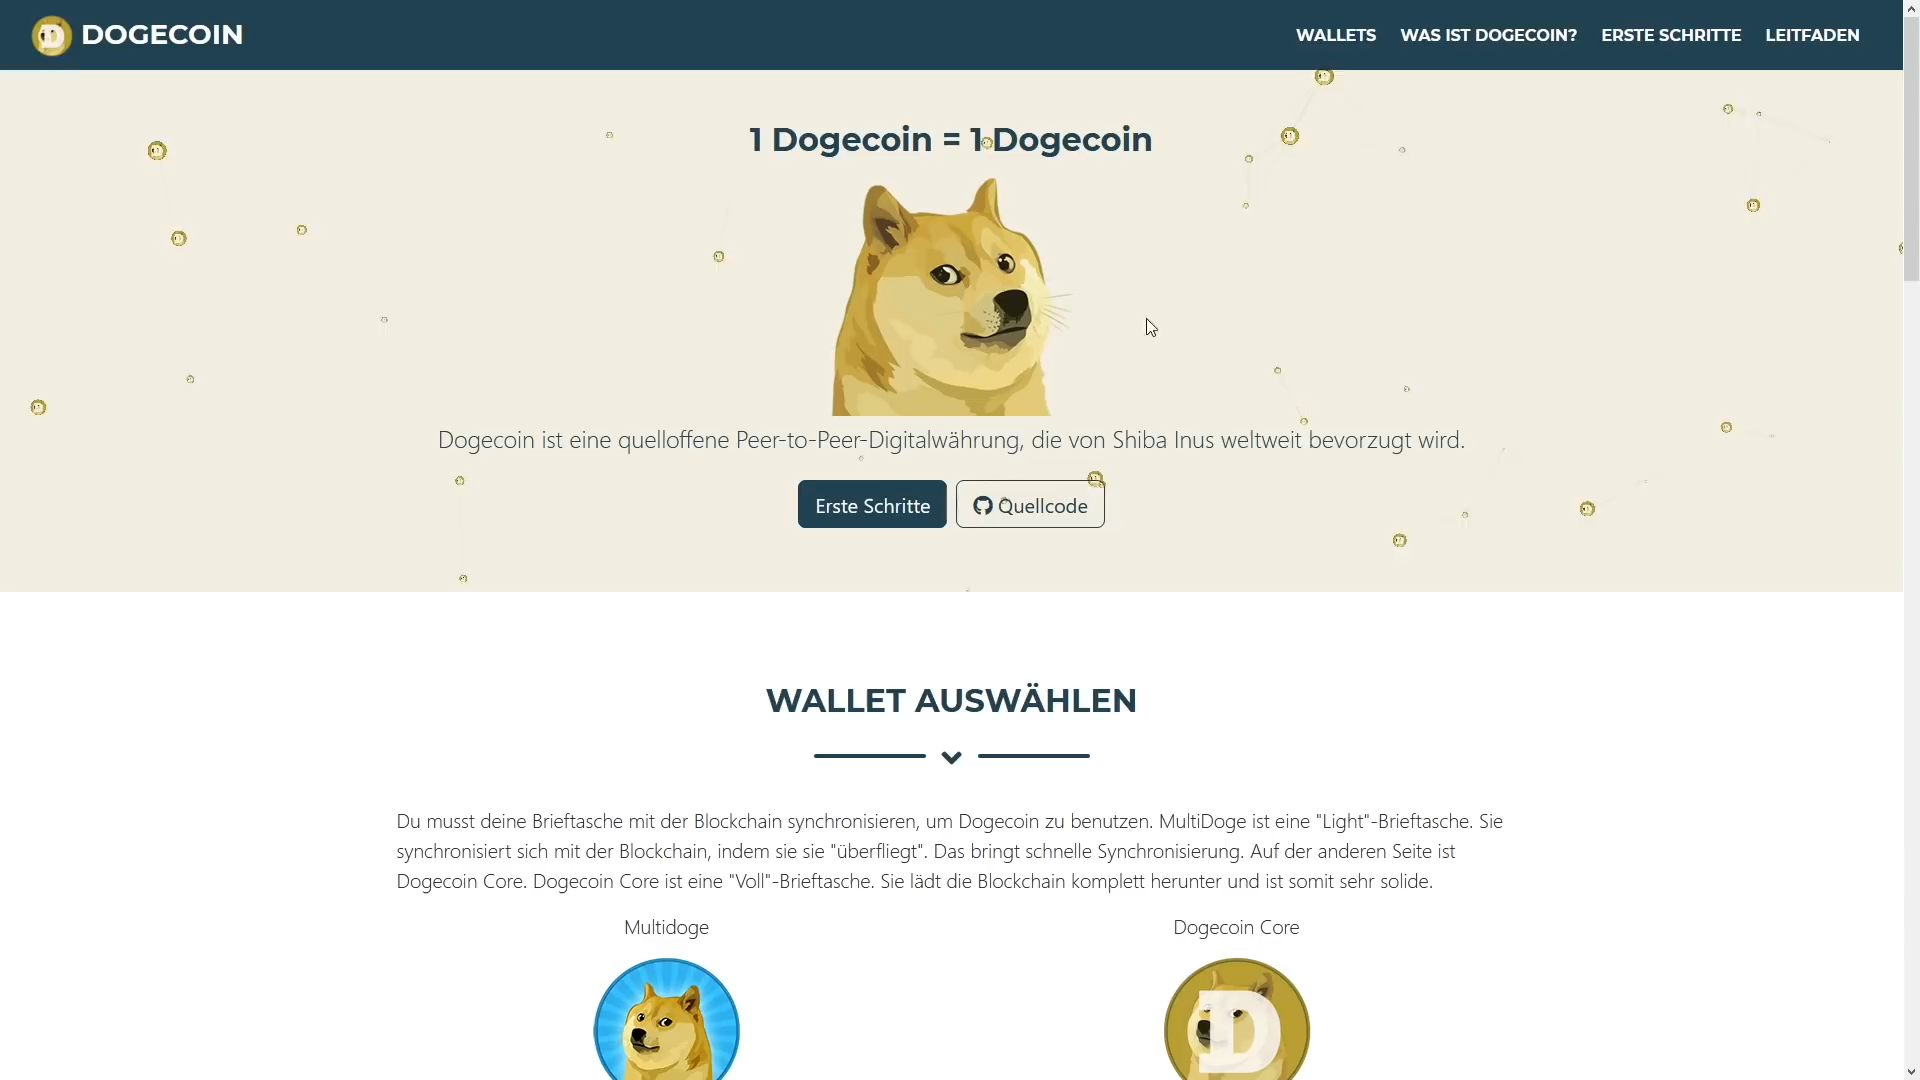 DOGECOIN
WALLETS WAS IST DOGECOIN? ERSTE SCHRITTE LEITFADEN
1 Dogecoin = 1 Dogecoin
Dogecoin ist eine quelloffene Peer-to-Peer-Digitalwährung, die von Shiba Inus weltweit bevorzugt wird.
Erste Schritte Quellcode
WALLET AUSWÄHLEN
Du musst deine Brieftasche mit der Blockchain synchronisieren, um Dogecoin zu benutzen. MultiDoge ist eine "Light"-Brieftasche. Sie
synchronisiert sich mit der Blockchain, indem sie sie "überfliegt". Das bringt schnelle Synchronisierung. Auf der anderen Seite ist
Dogecoin Core. Dogecoin Core ist eine "Voll"-Brieftasche. Sie lädt die Blockchain komplett herunter und ist somit sehr solide.
Multidoge Dogecoin Core
D